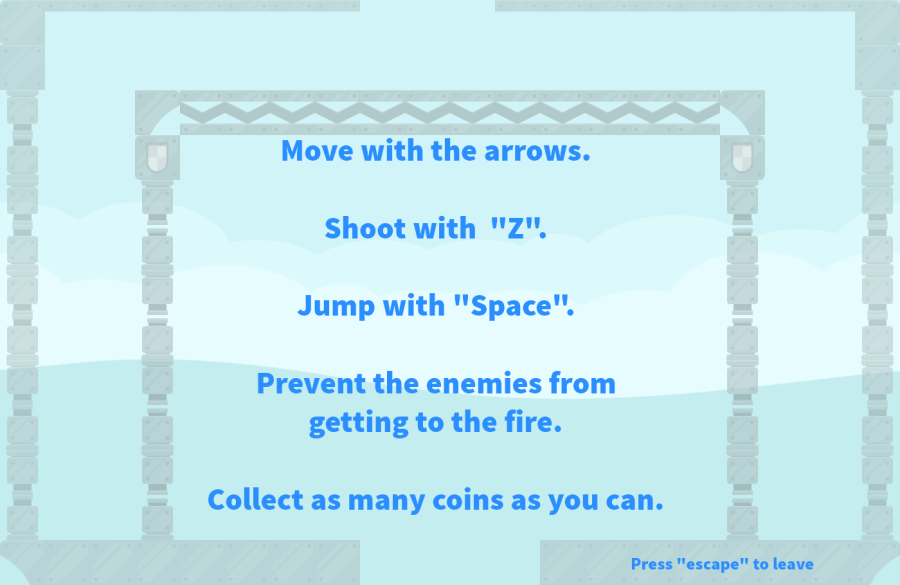 Move with the arrows.
Shoot with  "Z".
Jump with "Space".
Prevent the enemies from
getting to the fire.
Collect as many coins as you can.
Press "escape" to leave